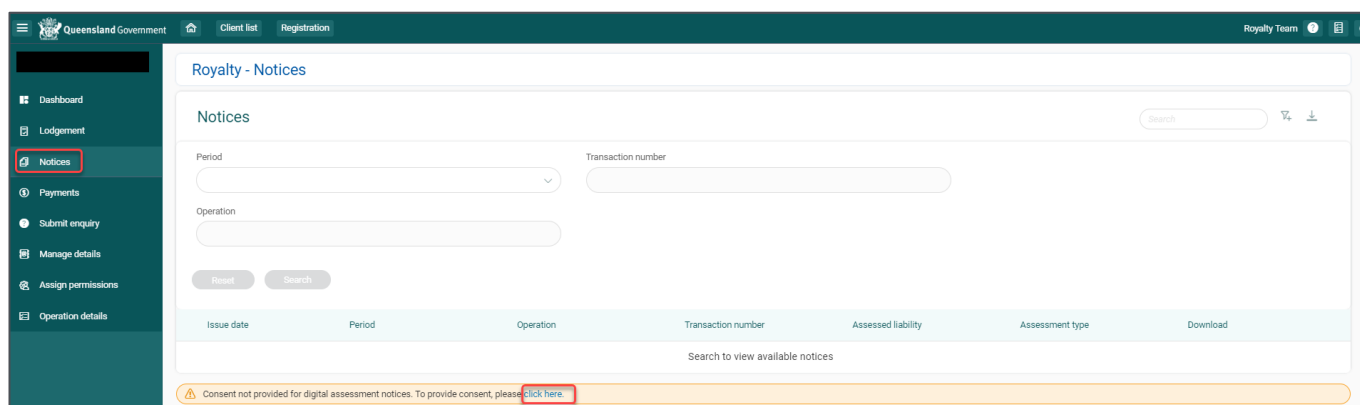 Queensland Government
Client list
Registration
Royalty Team
Royalty - Notices
Dashboard
Lodgement
Notices
Payments
Submit enquiry
Manage details
Assign permissions
Operation details
Notices
Search
Period
Transaction number
Operation
Reset
Search
Issue date Period Operation Transaction number Assessed liability Assessment type Download
Search to view available notices
Consent not provided for digital assessment notices. To provide consent, please click here.